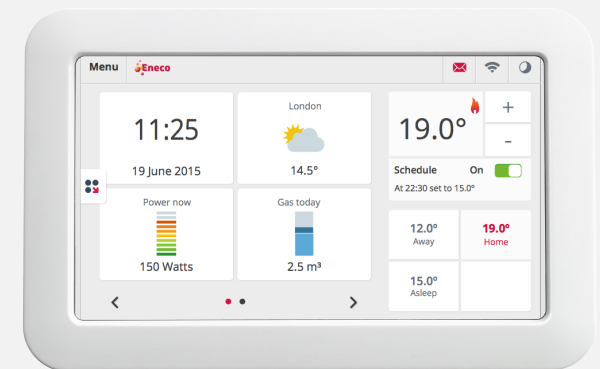 Menu
Eneco
11:25
19 June 2015
London
14.5°
Power now
150 Watts
Gas today
2.5 m³
19.0°
+
-
Schedule On
At 22:30 set to 15.0°
12.0°
Away
19.0°
Home
15.0°
Asleep